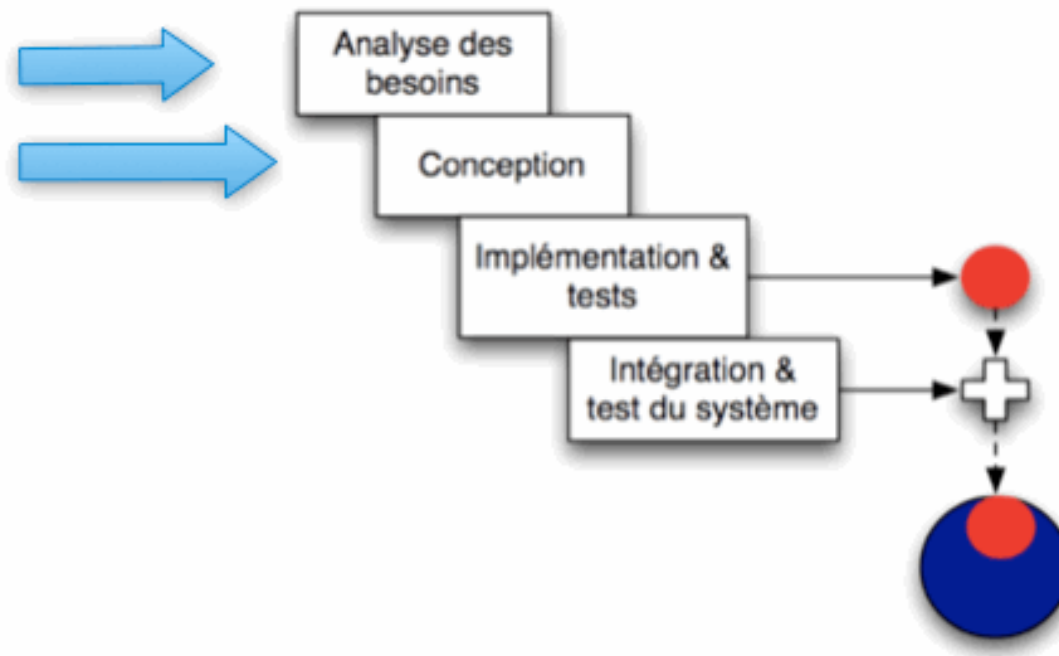 Analyse des
besoins
Conception
Implémentation &
tests
Intégration &
test du système